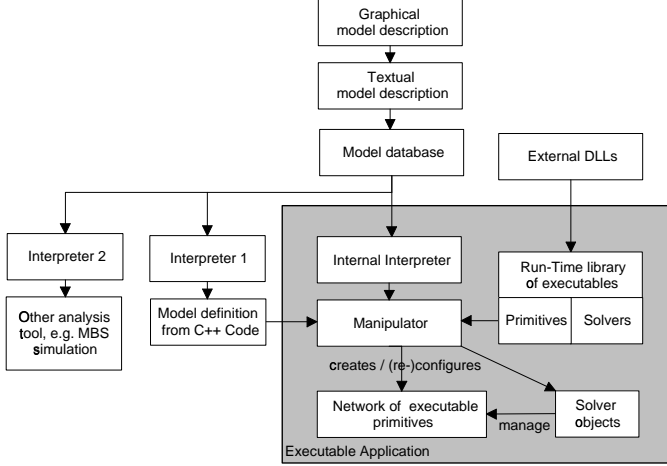 Graphical
model description
Textual
model description
Model database
External DLLs
Interpreter 2
Interpreter 1
Internal Interpreter
Run-Time library
of executables
Other analysis
tool, e.g. MBS
simulation
Model definition
from C++ Code
Manipulator
Primitives
Solvers
creates / (re-)configures
Network of executable
primitives
manage
Solver
objects
Executable Application